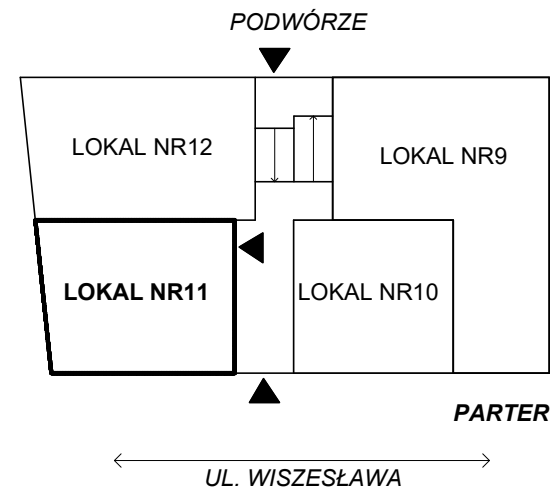 PODWÓRZE
LOKAL NR12
LOKAL NR9
LOKAL NR11
LOKAL NR10
PARTER
UL. WISZESŁAWA